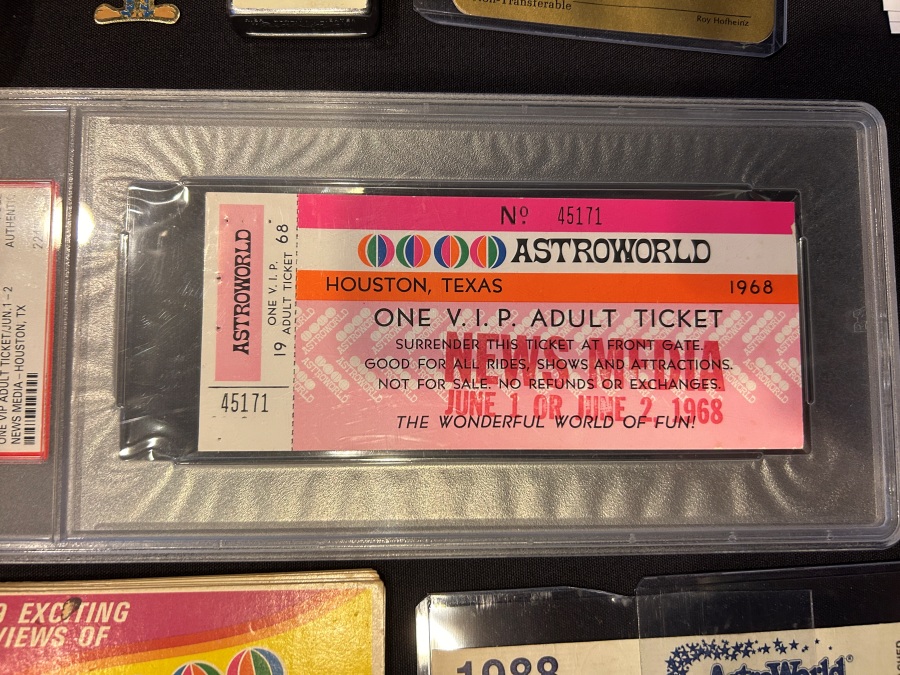 Non-Transferable
Roy Hofheinz
AUTHENTIC
ONE VIP ADULT TICKET/JUN.1-2
NEWS MEDIA-HOUSTON, TX
ASTROWORLD
ONE V.I.P.
19 ADULT TICKET 68
45171
Nº 45171
ASTROWORLD
HOUSTON, TEXAS 1968
ONE V.I.P. ADULT TICKET
SURRENDER THIS TICKET AT FRONT GATE.
GOOD FOR ALL RIDES, SHOWS AND ATTRACTIONS.
NOT FOR SALE. NO REFUNDS OR EXCHANGES.
NEWS MEDIA
JUNE 1 OR JUNE 2, 1968
THE WONDERFUL WORLD OF FUN!
EXCITING
VIEWS OF
1988
AstroWorld